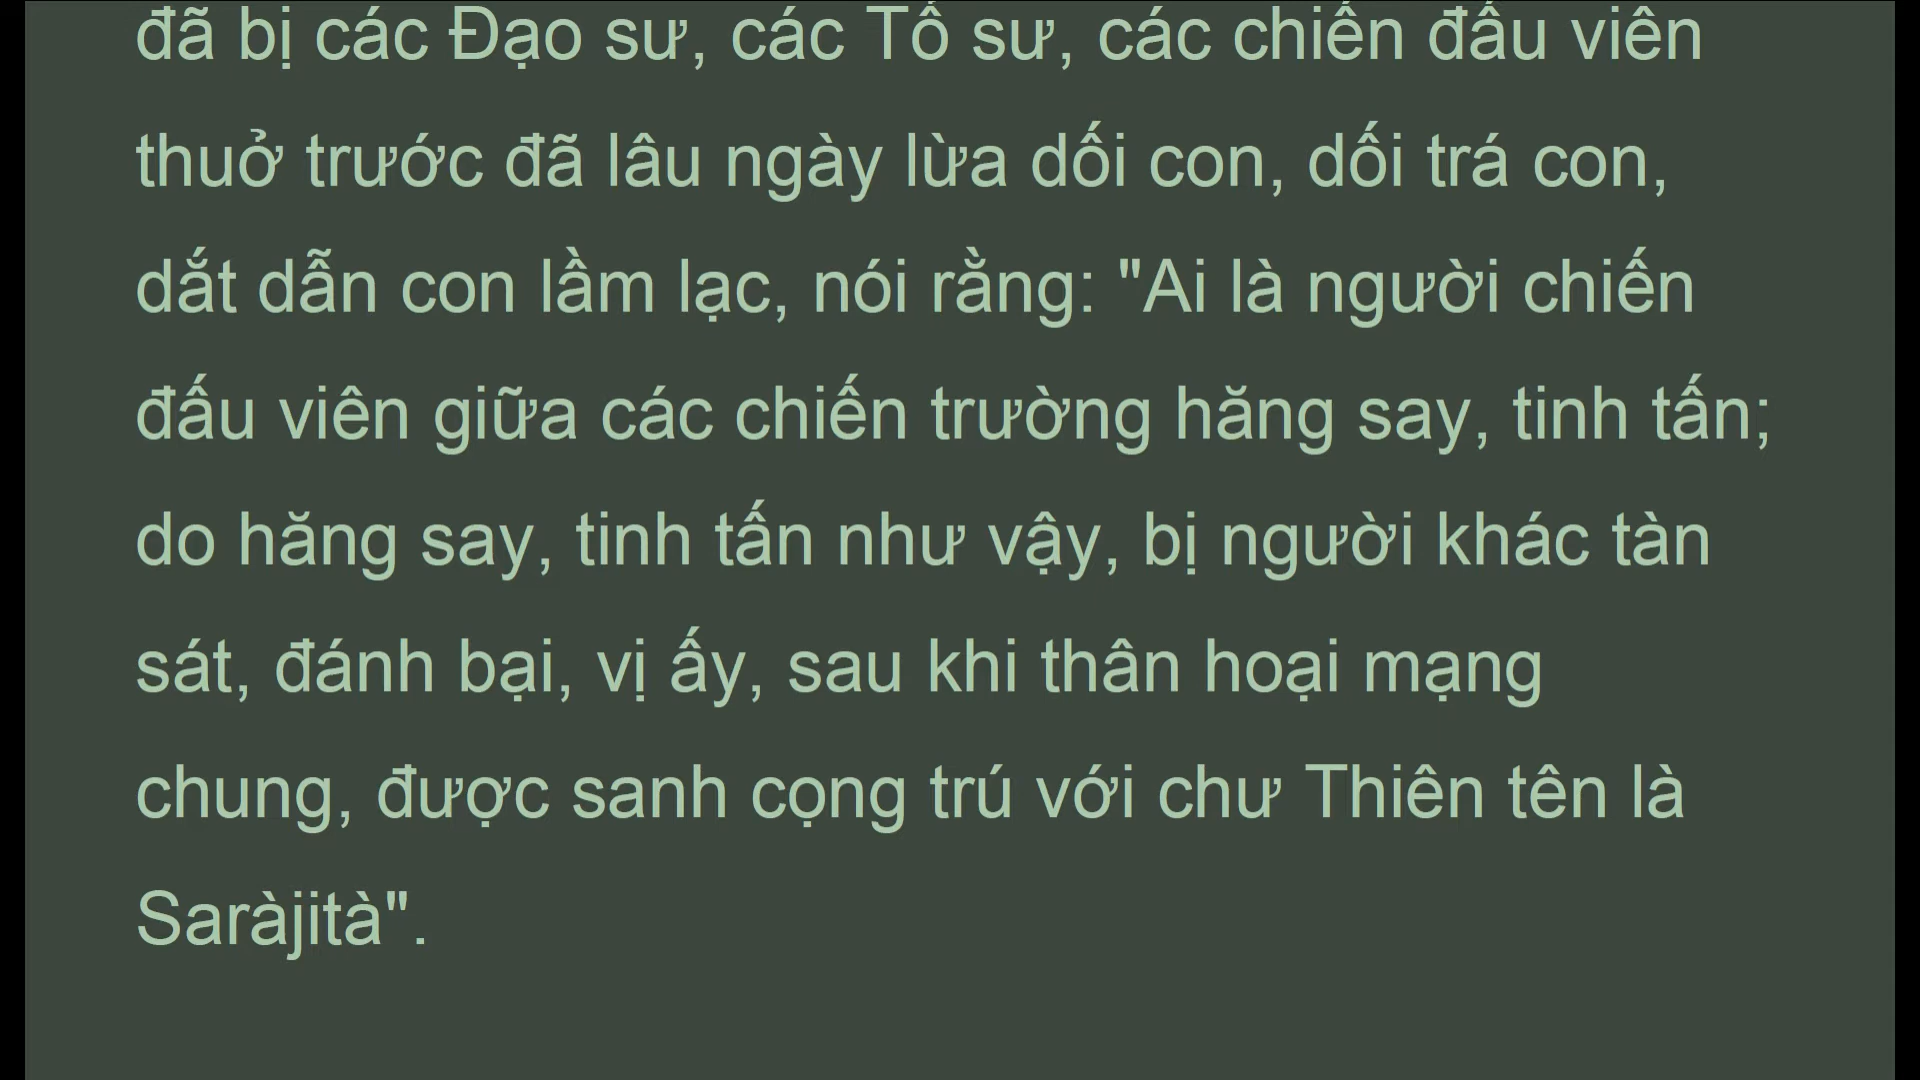 đã bị các Đạo sư, các Tổ sư, các chiến đấu viên
thuở trước đã lâu ngày lừa dối con, dối trá con,
dắt dẫn con lầm lạc, nói rằng: "Ai là người chiến
đấu viên giữa các chiến trường hăng say, tinh tấn;
do hăng say, tinh tấn như vậy, bị người khác tàn
sát, đánh bại, vị ấy, sau khi thân hoại mạng
chung, được sanh cọng trú với chư Thiên tên là
Saràjità".